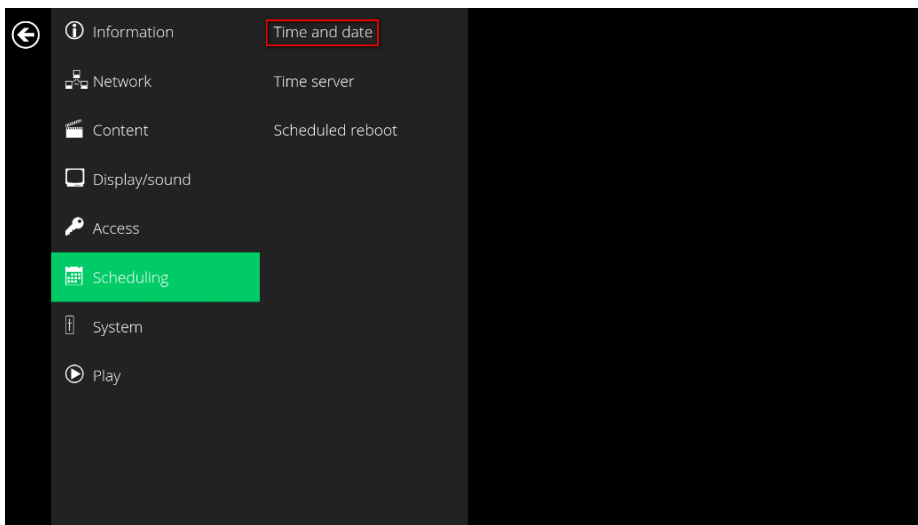 Information
Network
Content
Display/sound
Access
Scheduling
System
Play
Time and date
Time server
Scheduled reboot